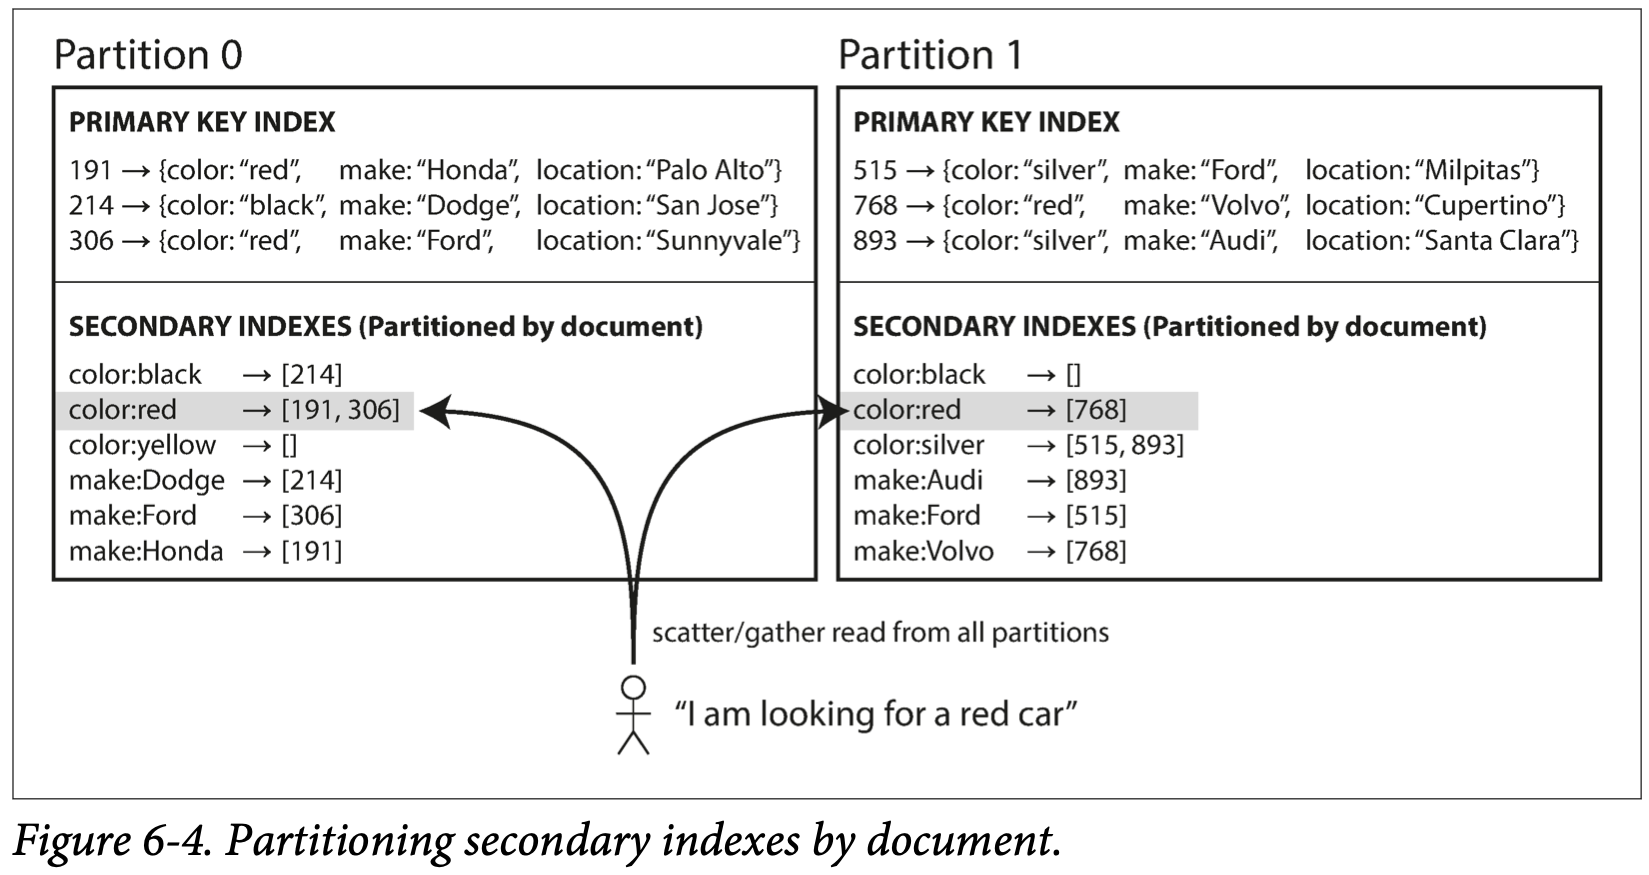 Partition 0
PRIMARY KEY INDEX
191 → {color: “red”, make: “Honda”, location: “Palo Alto”}
214 → {color: “black”, make: “Dodge”, location: “San Jose”}
306 → {color: “red”, make: “Ford”, location: “Sunnyvale”}
SECONDARY INDEXES (Partitioned by document)
color:black → [214]
color:red → [191, 306]
color:yellow → []
make:Dodge → [214]
make:Ford → [306]
make:Honda → [191]
Partition 1
PRIMARY KEY INDEX
515 → {color: “silver”, make: “Ford”, location: “Milpitas”}
768 → {color: “red”, make: “Volvo”, location: “Cupertino”}
893 → {color: “silver”, make: “Audi”, location: “Santa Clara”}
SECONDARY INDEXES (Partitioned by document)
color:black → []
color:red → [768]
color:silver → [515, 893]
make:Audi → [893]
make:Ford → [515]
make:Volvo → [768]
scatter/gather read from all partitions
“I am looking for a red car”
Figure 6-4. Partitioning secondary indexes by document.